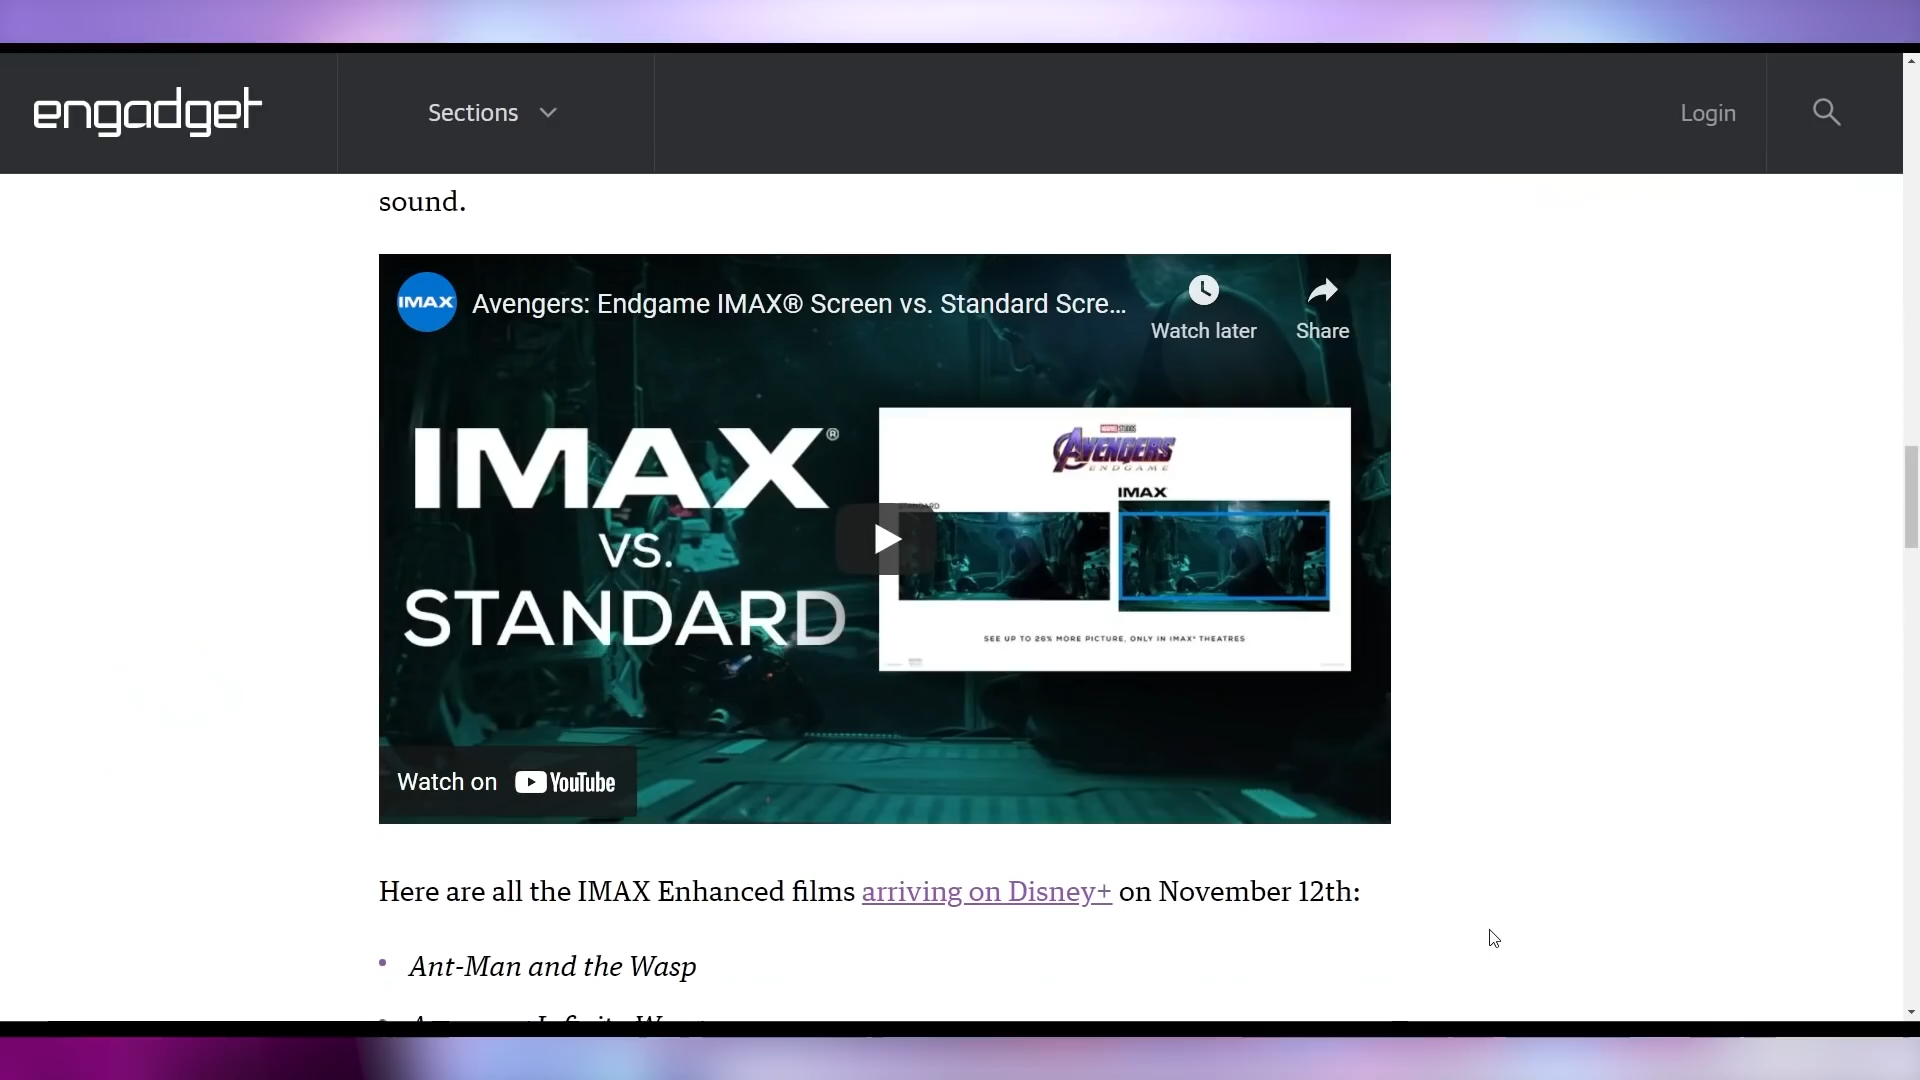 engadget
Sections
Login
sound.
IMAX
Avengers: Endgame IMAX® Screen vs. Standard Scre...
Watch later
Share
IMAX®
VS.
STANDARD
MARVEL STUDIOS
AVENGERS
ENDGAME
IMAX
SEE UP TO 26% MORE PICTURE, ONLY IN IMAX® THEATRES
Watch on YouTube
Here are all the IMAX Enhanced films arriving on Disney+ on November 12th:
• Ant-Man and the Wasp